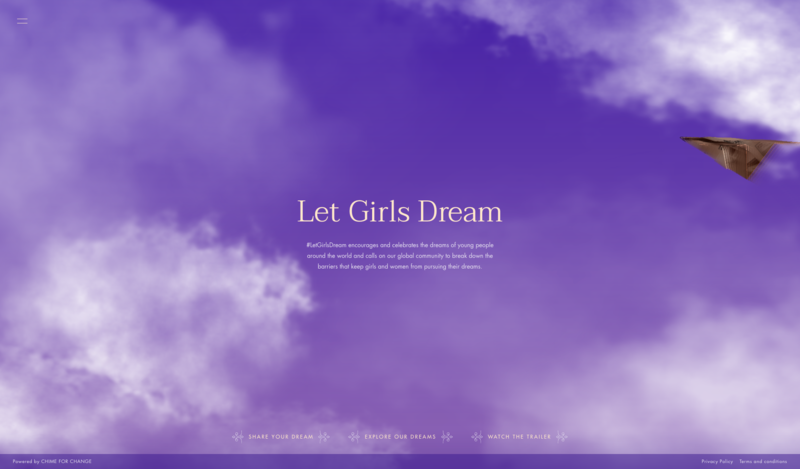 Let Girls Dream
#LetGirlsDream encourages and celebrates the dreams of young people
around the world and calls on our global community to break down the
barriers that keep girls and women from pursuing their dreams.
SHARE YOUR DREAM EXPLORE OUR DREAMS WATCH THE TRAILER
Powered by CHIME FOR CHANGE Privacy Policy Terms and conditions